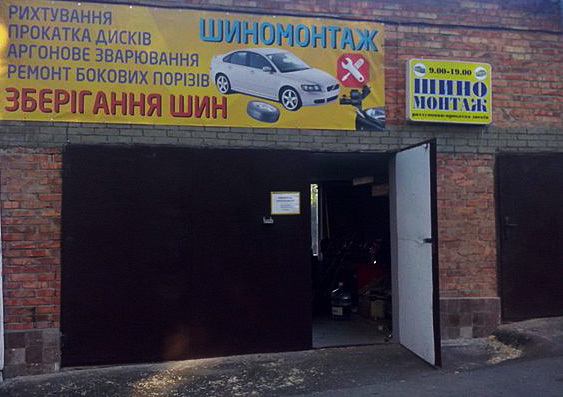 РИХТУВАННЯ
ПРОКАТКА ДИСКІВ
АРГОНОВЕ ЗВАРЮВАННЯ
РЕМОНТ БОКОВИХ ПОРІЗІВ
ЗБЕРІГАННЯ ШИН
ШИНОМОНТАЖ
9.00-19.00
ШИНО
МОНТАЖ